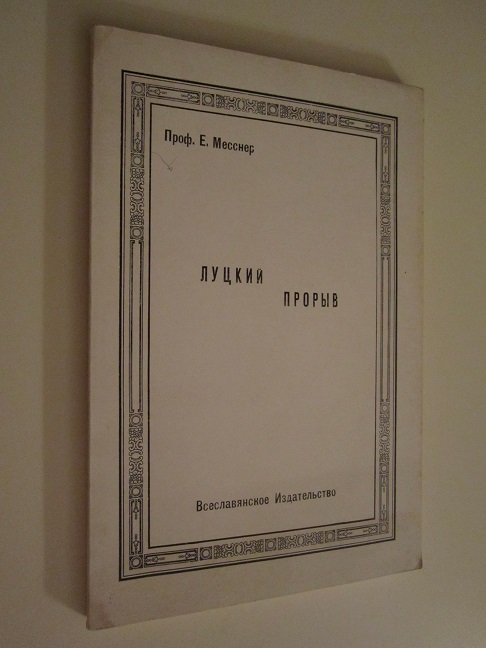 Проф. Е. Месснер
ЛУЦКИЙ
ПРОРЫВ
Всеславянское Издательство